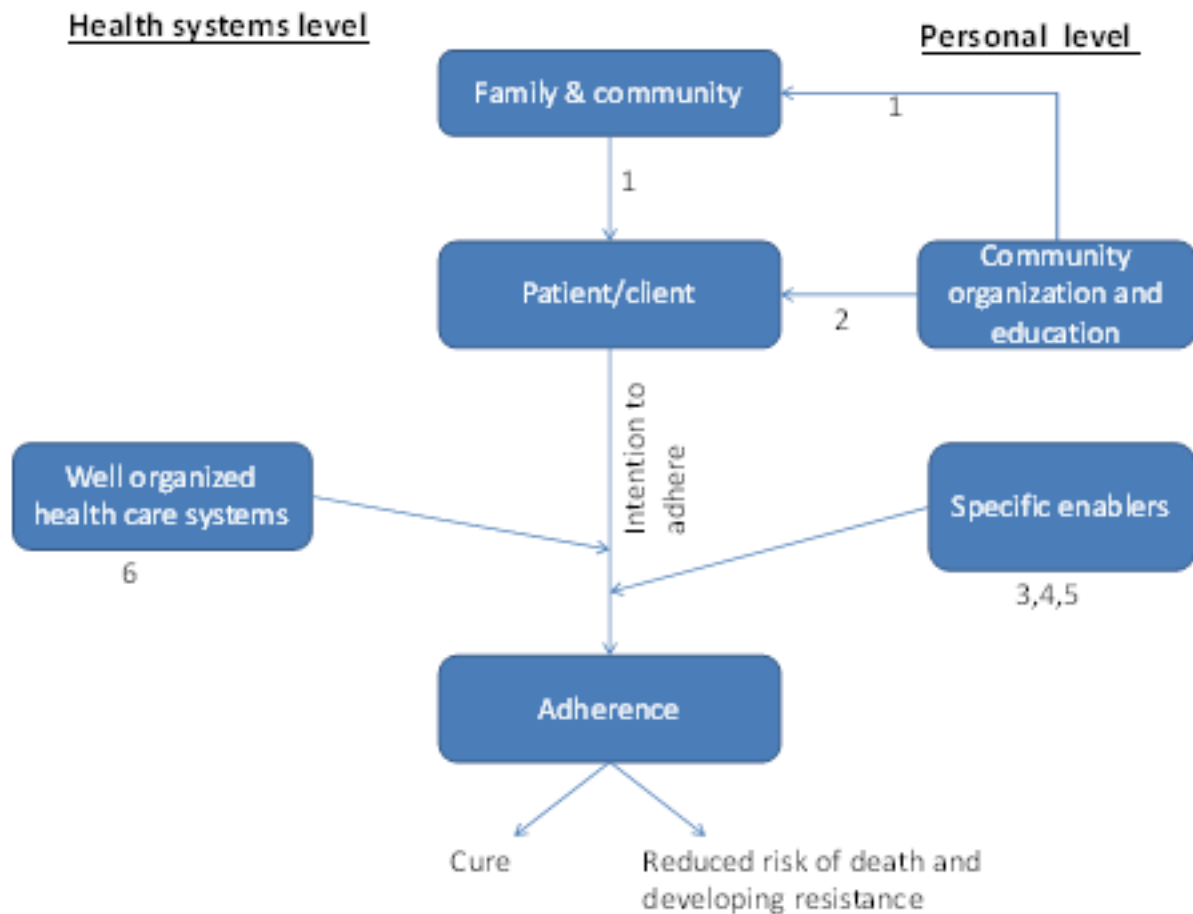 Health systems level
Personal level
Family & community
1
1
Patient/client
Community
organization and
education
2
Intention to
adhere
Well organized
health care systems
6
Specific enablers
3,4,5
Adherence
Cure
Reduced risk of death and
developing resistance